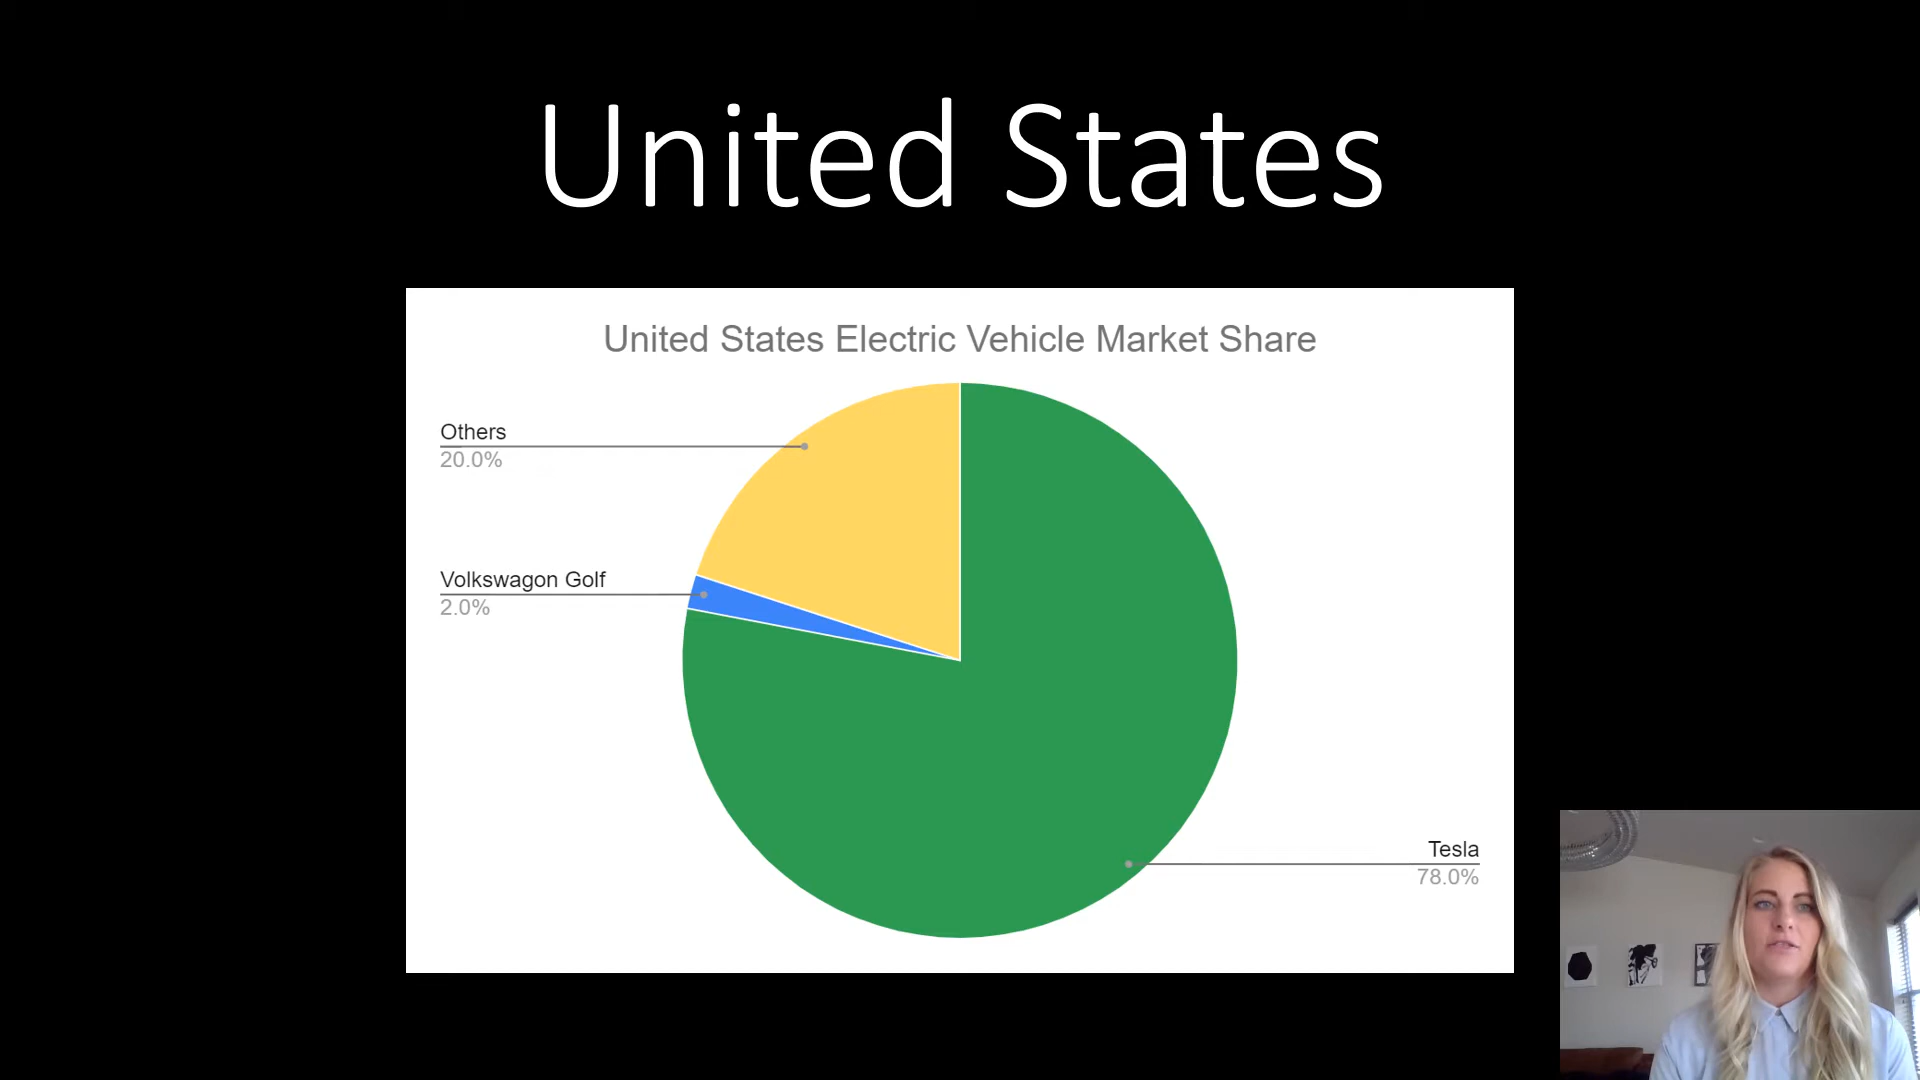 United States
United States Electric Vehicle Market Share
Others
20.0%
Volkswagon Golf
2.0%
Tesla
78.0%